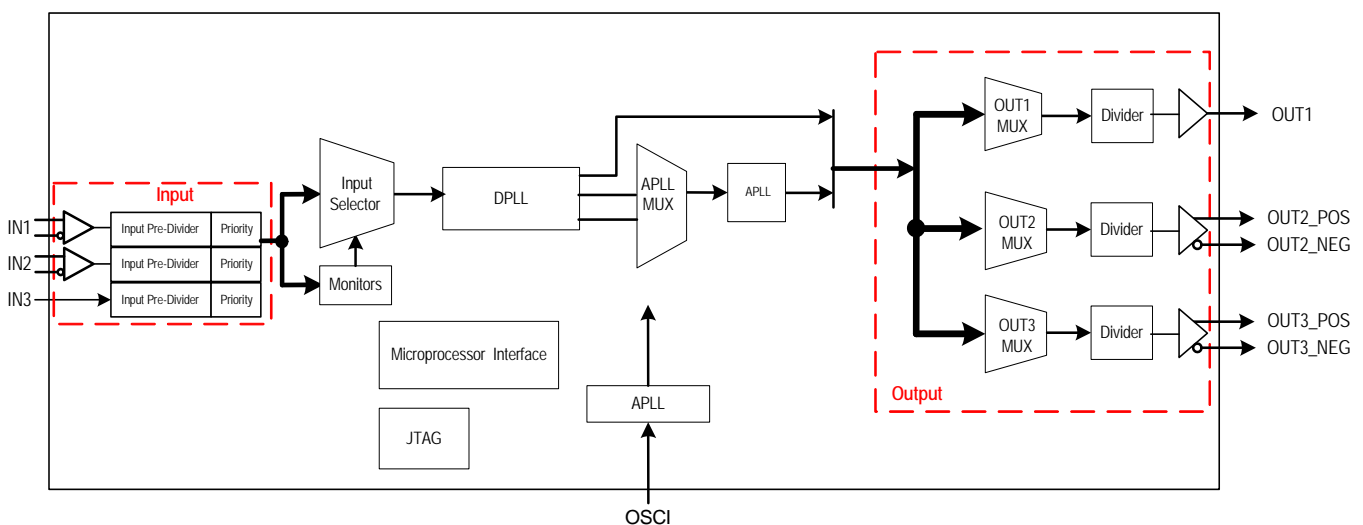 Input
IN1
Input Pre-Divider
Priority
IN2
Input Pre-Divider
Priority
IN3
Input Pre-Divider
Priority
Input
Selector
Monitors
DPLL
APLL
MUX
APLL
Microprocessor Interface
JTAG
APLL
OSCI
Output
OUT1
MUX
Divider
OUT1
OUT2
MUX
Divider
OUT2_POS
OUT2_NEG
OUT3
MUX
Divider
OUT3_POS
OUT3_NEG